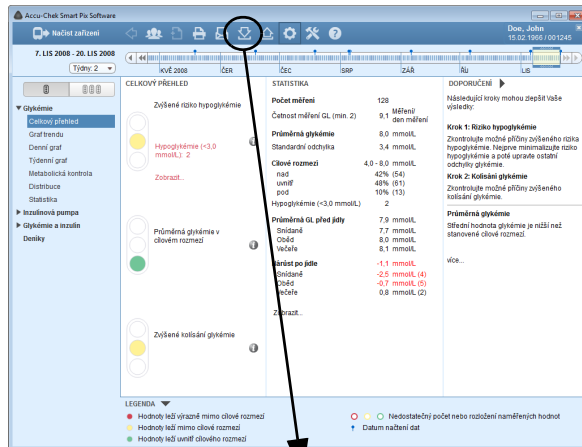 Accu-Chek Smart Pix Software
Načíst zařízení
Doe, John
15.02.1966 / 001245
7. LIS 2008 - 20. LIS 2008
Týdny: 2
KVĚ 2008
ČER
ČEC
SRP
ZÁŘ
ŘÍJ
LIS
Glykémie
Celkový přehled
Graf trendu
Denní graf
Týdenní graf
Metabolická kontrola
Distribuce
Statistika
Inzulinová pumpa
Glykémie a inzulin
Deníky
CELKOVÝ PŘEHLED
Zvýšené riziko hypoglykémie
Hypoglykémie (<3,0
mmol/L): 2
Zobrazit...
Průměrná glykémie v
cílovém rozmezí
Zvýšené kolísání glykémie
STATISTIKA
Počet měření 128
Četnost měření GL (min. 2) 9,1 Měření/
den měření
Průměrná glykémie 8,0 mmol/L
Standardní odchylka 3,4 mmol/L
Cílové rozmezí 4,0 - 8,0 mmol/L
nad 42% (54)
uvnitř 48% (61)
pod 10% (13)
Hypoglykémie (<3,0 mmol/L) 2
Průměrná GL před jídly 7,9 mmol/L
Snídaně 7,7 mmol/L
Oběd 8,0 mmol/L
Večeře 8,1 mmol/L
Nárůst po jídle -1,1 mmol/L
Snídaně -2,5 mmol/L (4)
Oběd -0,7 mmol/L (5)
Večeře 0,8 mmol/L (2)
Zobrazit...
DOPORUČENÍ
Následující kroky mohou zlepšit Vaše
výsledky:
Krok 1: Riziko hypoglykémie
Zkontrolujte možné příčiny zvýšeného rizika
hypoglykémie. Nejprve minimalizujte riziko
hypoglykémie a poté upravte ostatní
odchylky glykémie.
Krok 2: Kolísání glykémie
Zkontrolujte možné příčiny zvýšeného
kolísání glykémie.
Průměrná glykémie
Střední hodnota glykémie je nižší než
stanovené cílové rozmezí.
více...
LEGENDA
Hodnoty leží výrazně mimo cílové rozmezí
Hodnoty leží mimo cílové rozmezí
Hodnoty leží uvnitř cílového rozmezí
Nedostatečný počet nebo rozložení naměřených hodnot
Datum načtení dat